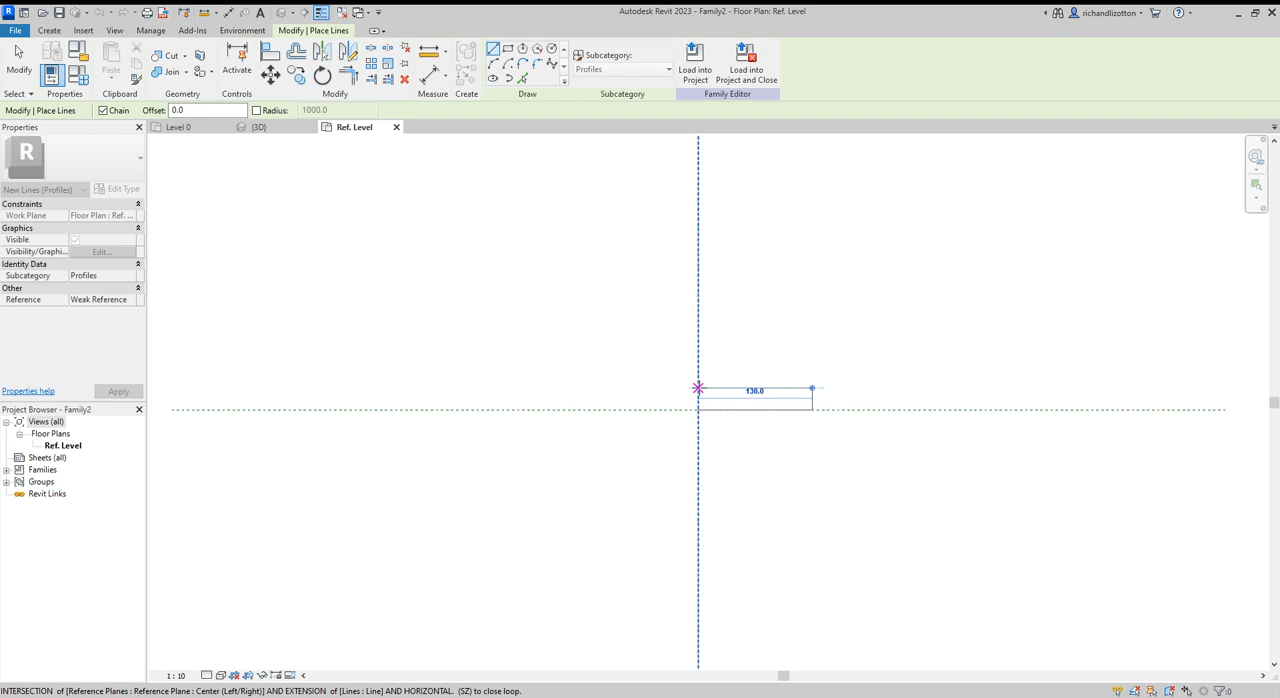 Autodesk Revit 2023 - Family2 - Floor Plan: Ref. Level
richandlizotton
File Create Insert View Manage Add-Ins Environment Modify | Place Lines
Modify
Paste
Cut
Join
Activate
Subcategory:
Profiles
Load into Project
Load into Project and Close
Select Properties Clipboard Geometry Controls Modify Measure Create Draw Subcategory Family Editor
Modify | Place Lines Chain Offset: 0.0 Radius: 1000.0
Properties
Level 0 {3D} Ref. Level
R
New Lines (Profiles) Edit Type
Constraints
Work Plane Floor Plan : Ref. ...
Graphics
Visible
Visibility/Graphi... Edit...
Identity Data
Subcategory Profiles
Other
Reference Weak Reference
130.0
Properties help Apply
Project Browser - Family2
Views (all)
Floor Plans
Ref. Level
Sheets (all)
Families
Groups
Revit Links
1 : 10
INTERSECTION of [Reference Planes : Reference Plane : Center (Left/Right)] AND EXTENSION of [Lines : Line] AND HORIZONTAL. (SZ) to close loop.
:0